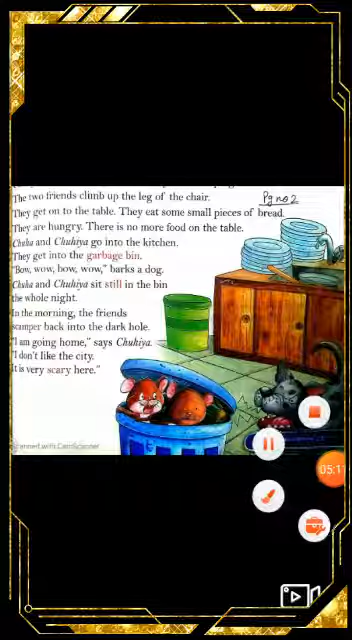 The two friends climb up the leg of the chair.
Pg no 2
They get on to the table. They eat some small pieces of bread.
They are hungry. There is no more food on the table.
Chuha and Chuhiya go into the kitchen.
They get into the garbage bin.
"Bow, wow, bow, wow," barks a dog.
Chuha and Chuhiya sit still in the bin
the whole night.
In the morning, the friends
scamper back into the dark hole.
"I am going home," says Chuhiya.
"I don't like the city.
It is very scary here."
Scanned with CamScanner
05:1